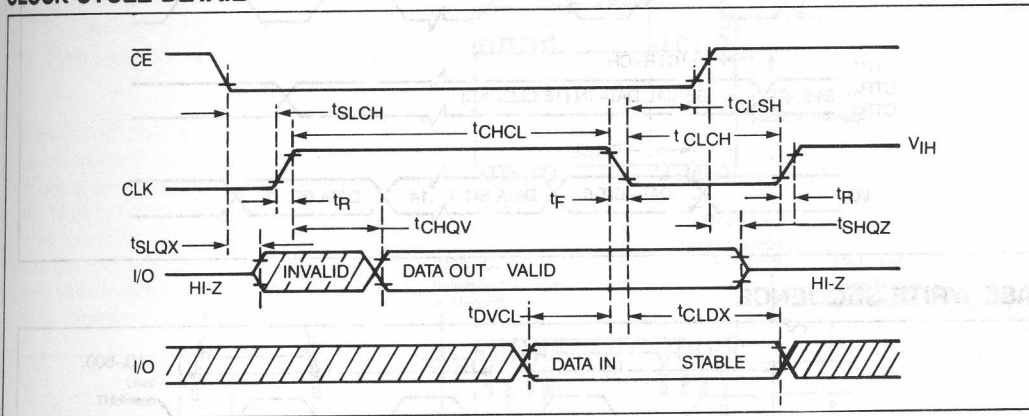 CLOCK CYCLE DETAIL
CE
tSLCH
tCLSH
tCHCL
tCLCH
VIH
CLK
tR
tF
tR
tCHQV
tSHQZ
tSLQX
I/O
HI-Z
INVALID
DATA OUT VALID
HI-Z
tDVCL
tCLDX
I/O
DATA IN STABLE